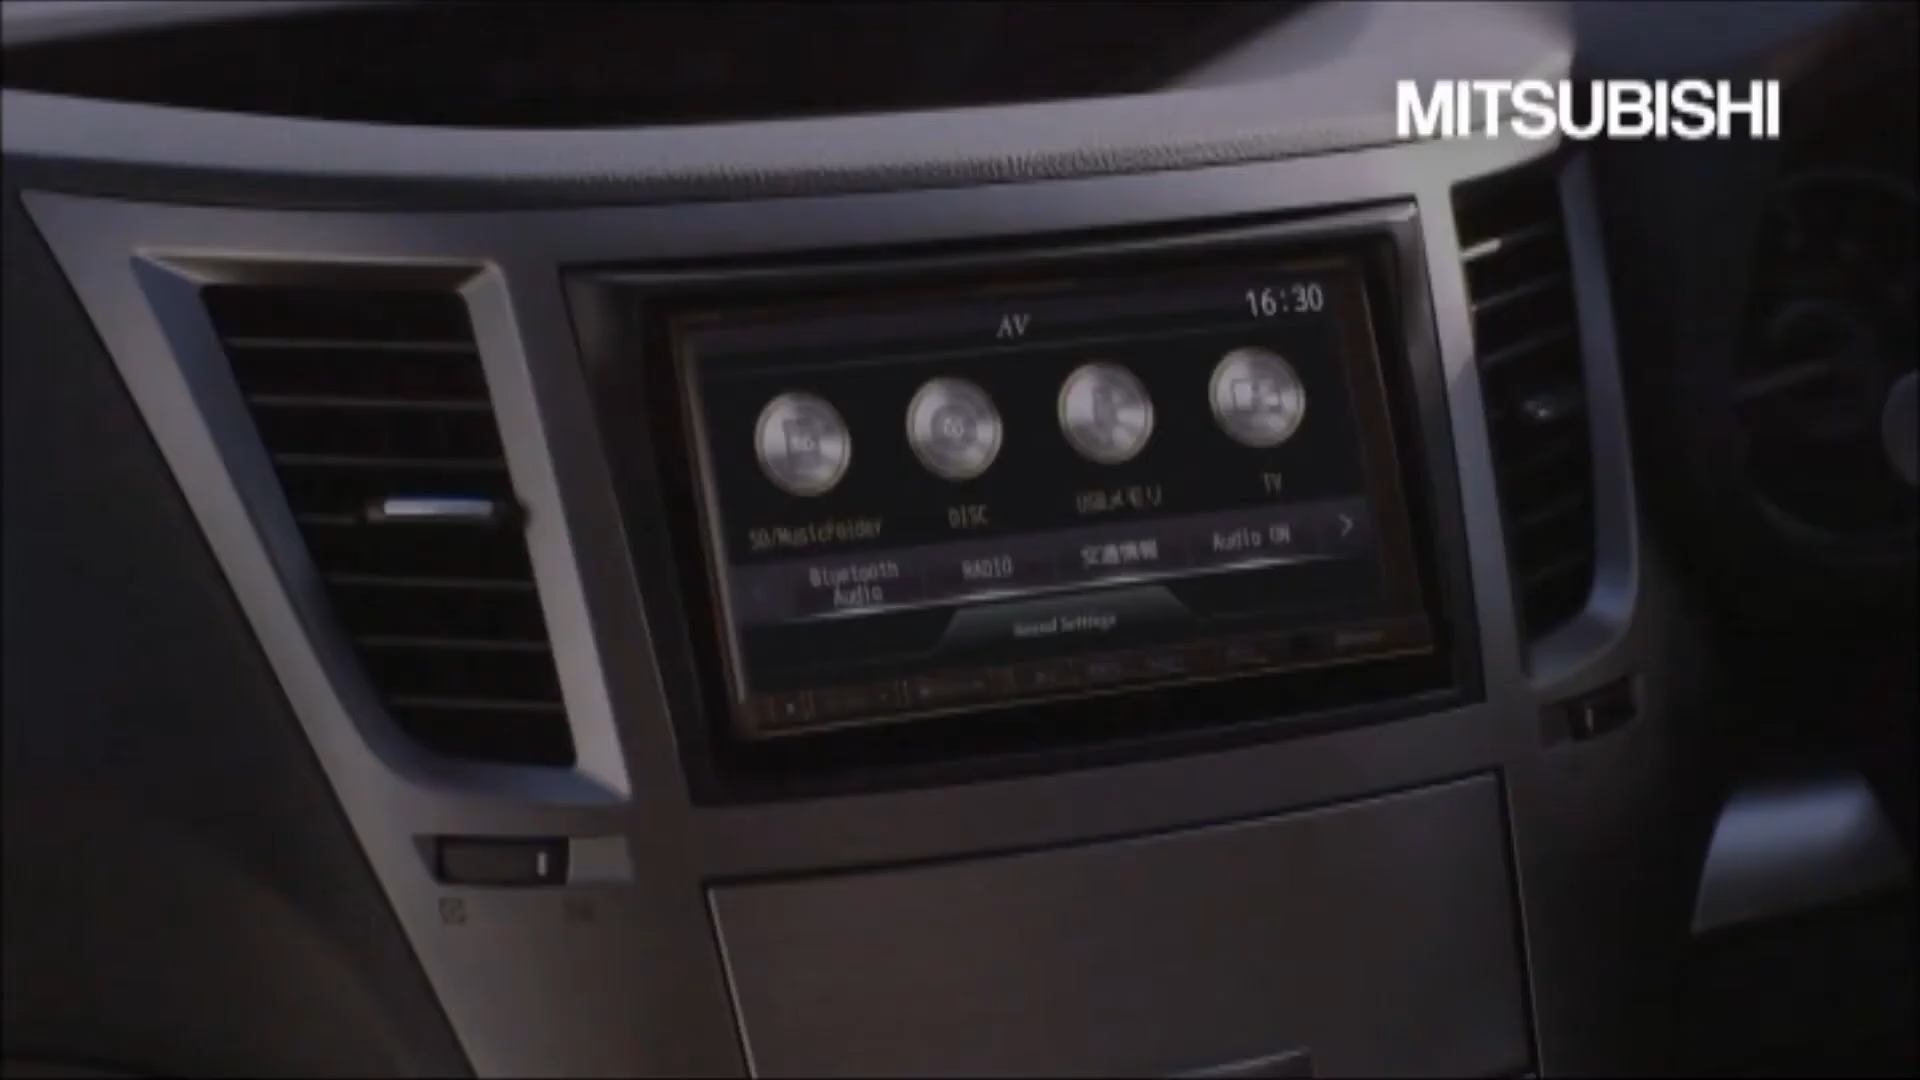 MITSUBISHI
16:30
AV
SD/MusicFolder
DISC
USBメモリ
TV
Bluetooth
Audio
RADIO
交通情報
Audio ON
Sound Settings